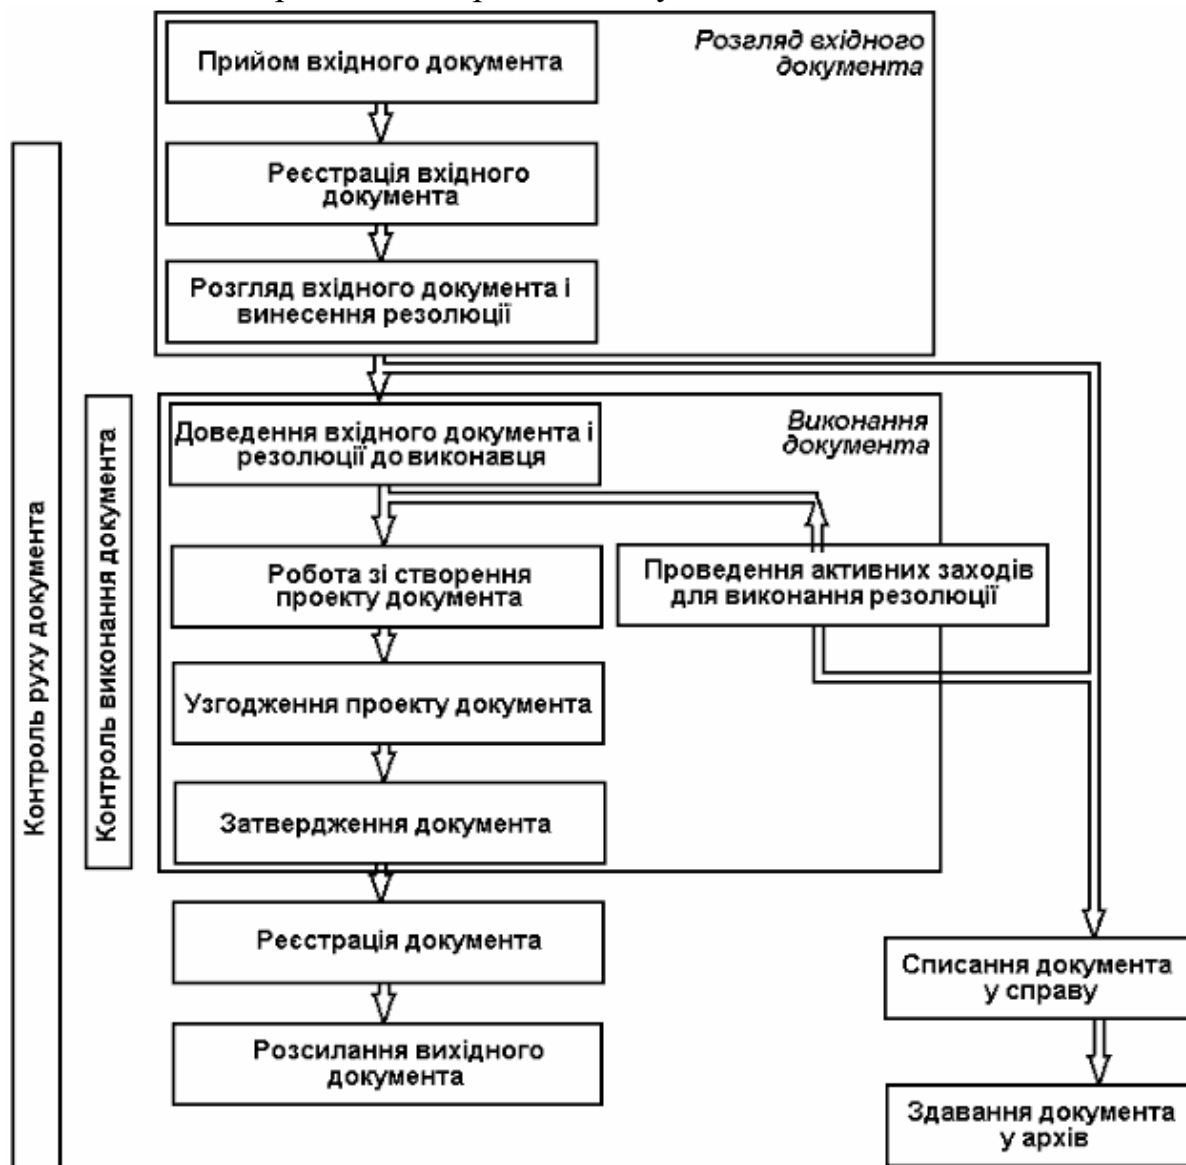 Розгляд вхідного
документа
Прийом вхідного документа
Реєстрація вхідного
документа
Розгляд вхідного документа і
винесення резолюції
Контроль руху документа
Контроль виконання документа
Виконання
документа
Доведення вхідного документа і
резолюції до виконавця
Робота зі створення
проекту документа
Проведення активних заходів
для виконання резолюції
Узгодження проекту документа
Затвердження документа
Реєстрація документа
Списання документа
у справу
Розсилання вихідного
документа
Здавання документа
у архів